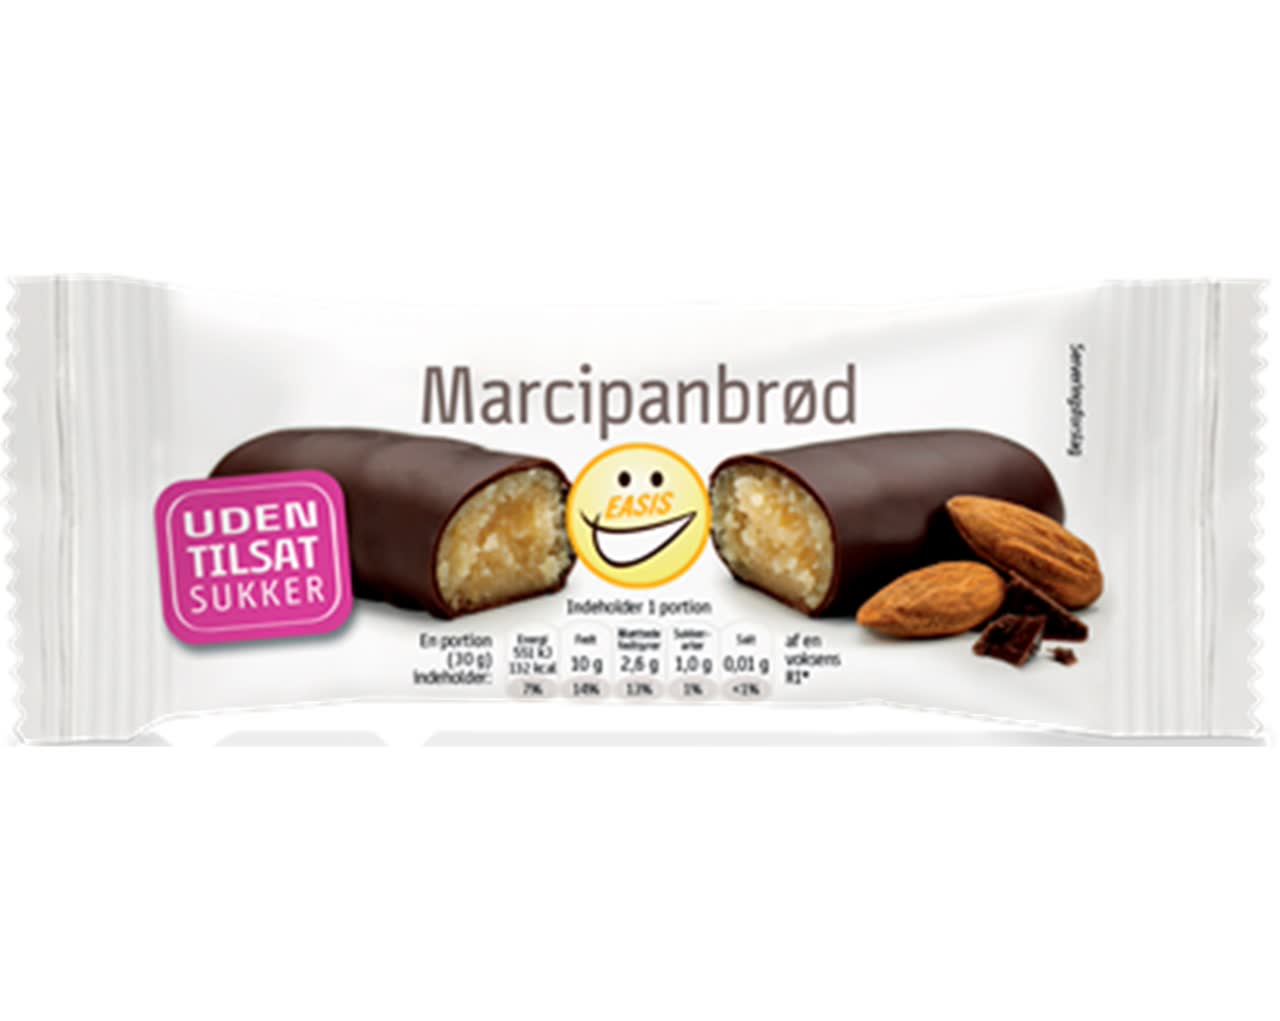 Marcipanbrød
Serveringsforslag
EASIS
UDEN
TILSAT
SUKKER
Indeholder 1 portion
En portion
(30 g)
indeholder:
Energi
551 kJ
132 kcal
7%
Fedt
10 g
14%
Mættede
fedtsyrer
2,6 g
13%
Sukker-
arter
1,0 g
1%
Salt
0,01 g
<1%
af en
voksens
RI*